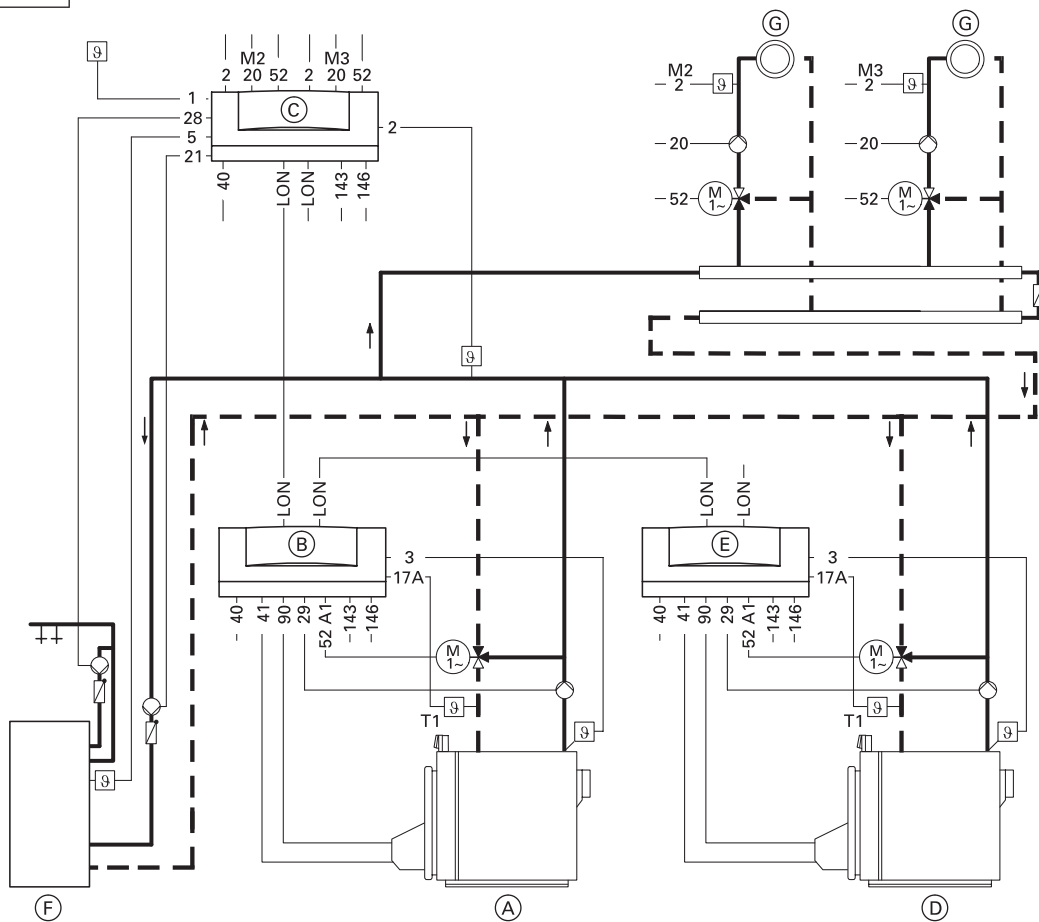 G G
ϑ
M2 M3
2 20 52 2 20 52
M2
2 ϑ
M3
2 ϑ
1
C
28
2
5
21
20 20
40 LON LON 143 146
52 M 1~
52 M 1~
ϑ
LON LON LON LON
B E
3 3
17A 17A
40 41 90 29 52 A1 143 146
40 41 90 29 52 A1 143 146
M 1~
M 1~
ϑ ϑ
T1 T1
ϑ ϑ
ϑ
F A D